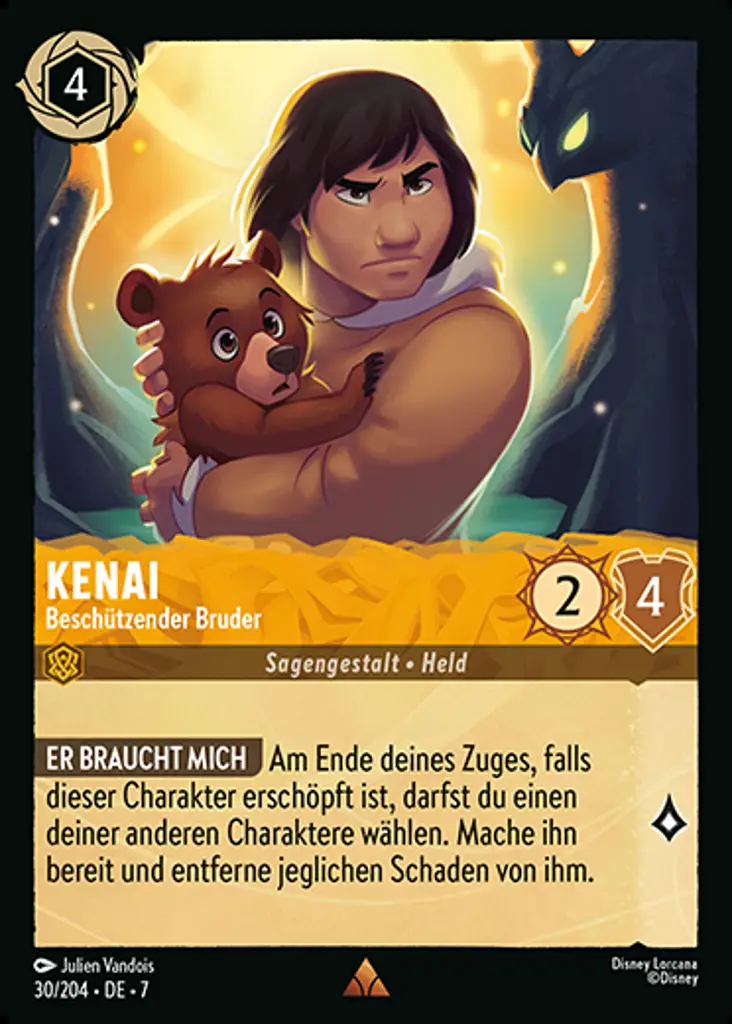 4
KENAI
Beschützender Bruder
2
4
Sagengestalt • Held
ER BRAUCHT MICH Am Ende deines Zuges, falls
dieser Charakter erschöpft ist, darfst du einen
deiner anderen Charaktere wählen. Mache ihn
bereit und entferne jeglichen Schaden von ihm.
Julien Vandois
30/204 • DE • 7
Disney Lorcana
©Disney